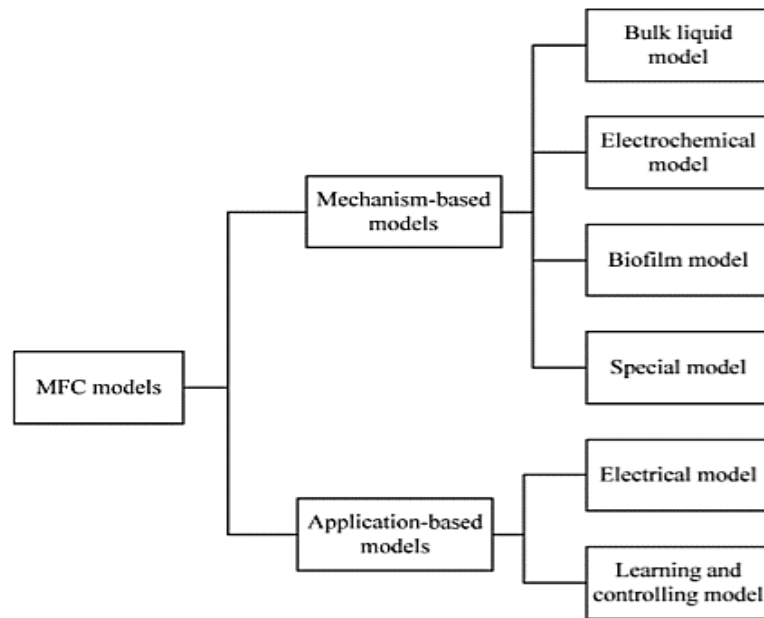 Bulk liquid
model
Electrochemical
model
Mechanism-based
models
Biofilm model
Special model
MFC models
Electrical model
Application-based
models
Learning and
controlling model